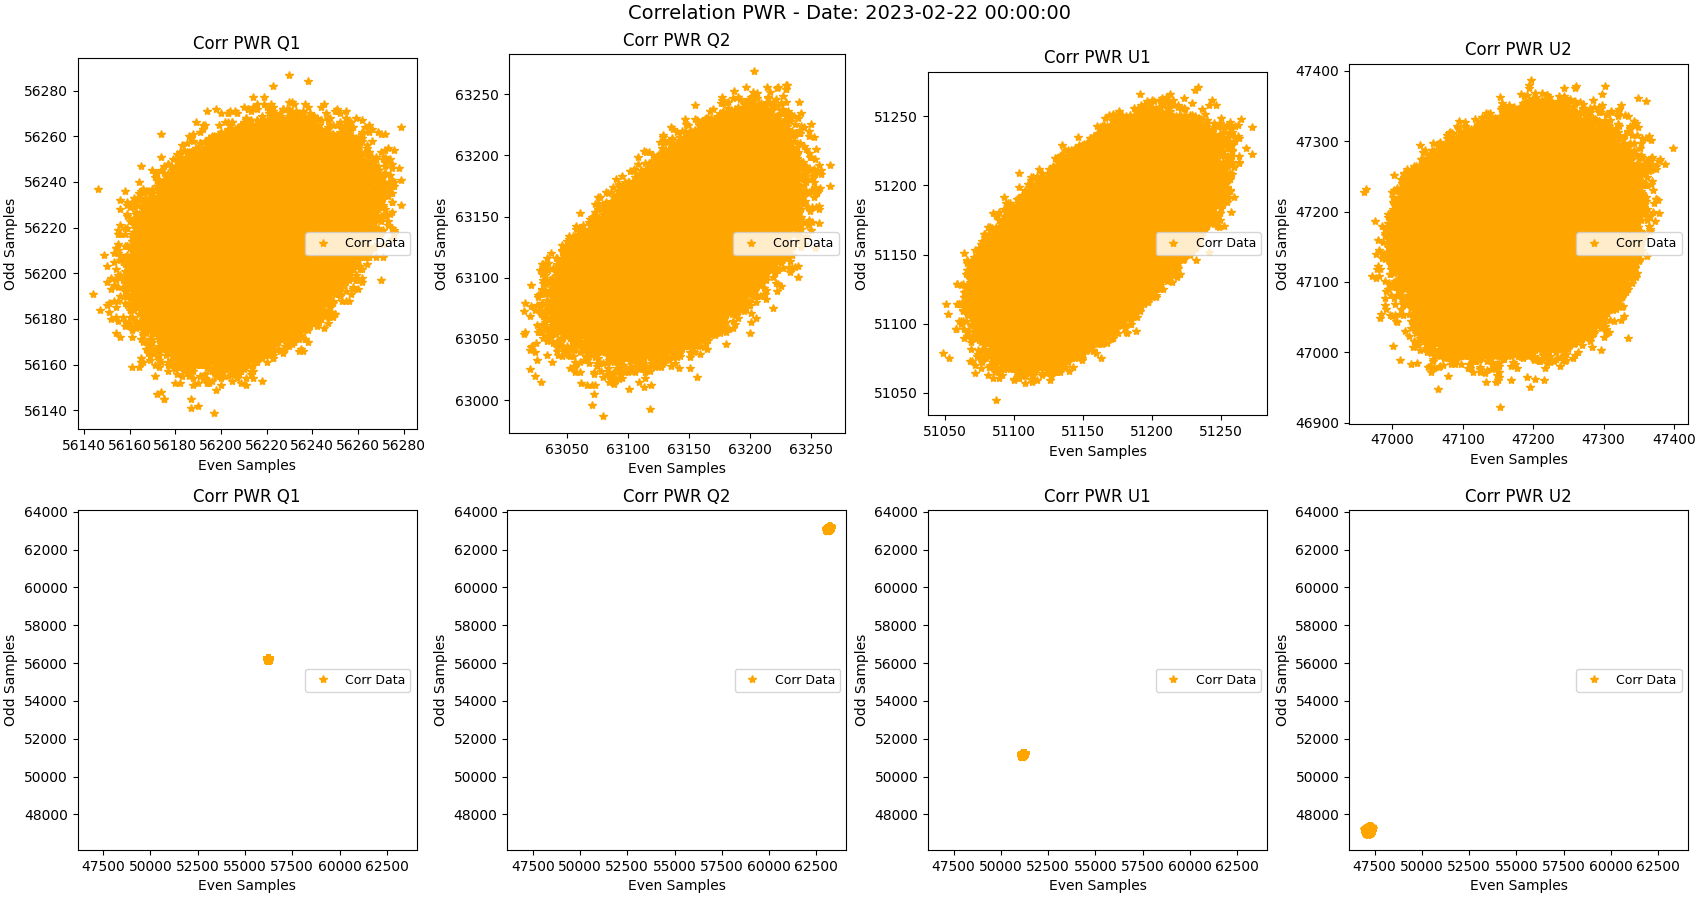 Correlation PWR - Date: 2023-02-22 00:00:00
Corr PWR Q1
Odd Samples
56280
56260
56240
56220
56200
56180
56160
56140
Corr Data
56140 56160 56180 56200 56220 56240 56260 56280
Even Samples
Corr PWR Q2
Odd Samples
63250
63200
63150
63100
63050
63000
Corr Data
63050 63100 63150 63200 63250
Even Samples
Corr PWR U1
Odd Samples
51250
51200
51150
51100
51050
Corr Data
51050 51100 51150 51200 51250
Even Samples
Corr PWR U2
Odd Samples
47400
47300
47200
47100
47000
46900
Corr Data
47000 47100 47200 47300 47400
Even Samples
Corr PWR Q1
Odd Samples
64000
62000
60000
58000
56000
54000
52000
50000
48000
Corr Data
47500 50000 52500 55000 57500 60000 62500
Even Samples
Corr PWR Q2
Odd Samples
64000
62000
60000
58000
56000
54000
52000
50000
48000
Corr Data
47500 50000 52500 55000 57500 60000 62500
Even Samples
Corr PWR U1
Odd Samples
64000
62000
60000
58000
56000
54000
52000
50000
48000
Corr Data
47500 50000 52500 55000 57500 60000 62500
Even Samples
Corr PWR U2
Odd Samples
64000
62000
60000
58000
56000
54000
52000
50000
48000
Corr Data
47500 50000 52500 55000 57500 60000 62500
Even Samples